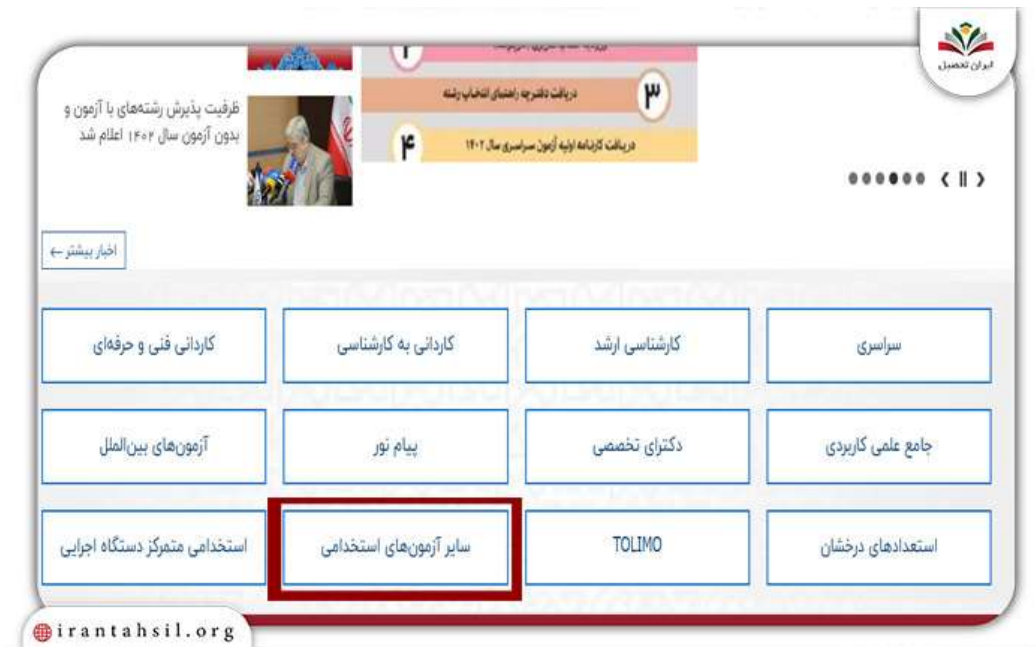 ایران تحصیل
۳
دریافت دفترچه راهنمای انتخاب رشته
۴
دریافت کارنامه اولیه آزمون سراسری سال ۱۴۰۲
ظرفیت پذیرش رشته‌های با آزمون و
بدون آزمون سال ۱۴۰۲ اعلام شد
اخبار بیشتر ←
سراسری
کارشناسی ارشد
کاردانی به کارشناسی
کاردانی فنی و حرفه‌ای
جامع علمی کاربردی
دکترای تخصصی
پیام نور
آزمون‌های بین‌الملل
استعدادهای درخشان
TOLIMO
سایر آزمون‌های استخدامی
استخدامی متمرکز دستگاه اجرایی
irantahsil.org